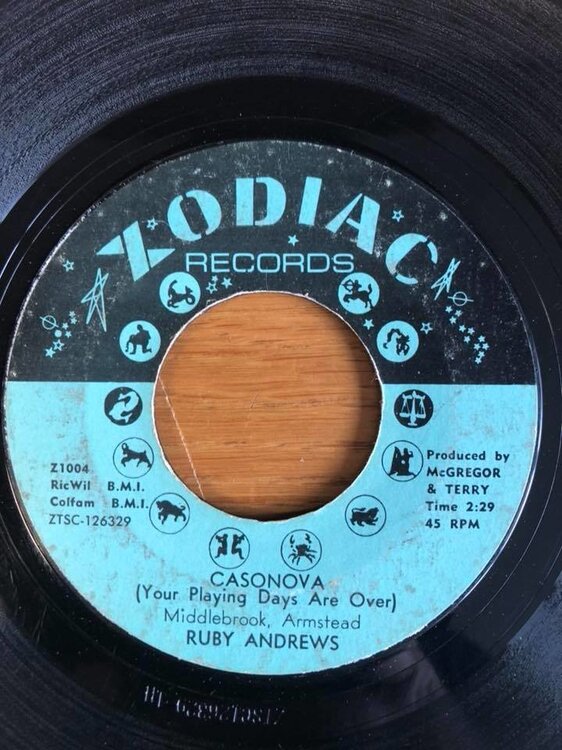 ZODIAC
RECORDS
Z1004
RicWil B.M.I.
Colfam B.M.I.
ZTSC-126329
Produced by
McGREGOR
& TERRY
Time 2:29
45 RPM
CASONOVA
(Your Playing Days Are Over)
Middlebrook, Armstead
RUBY ANDREWS